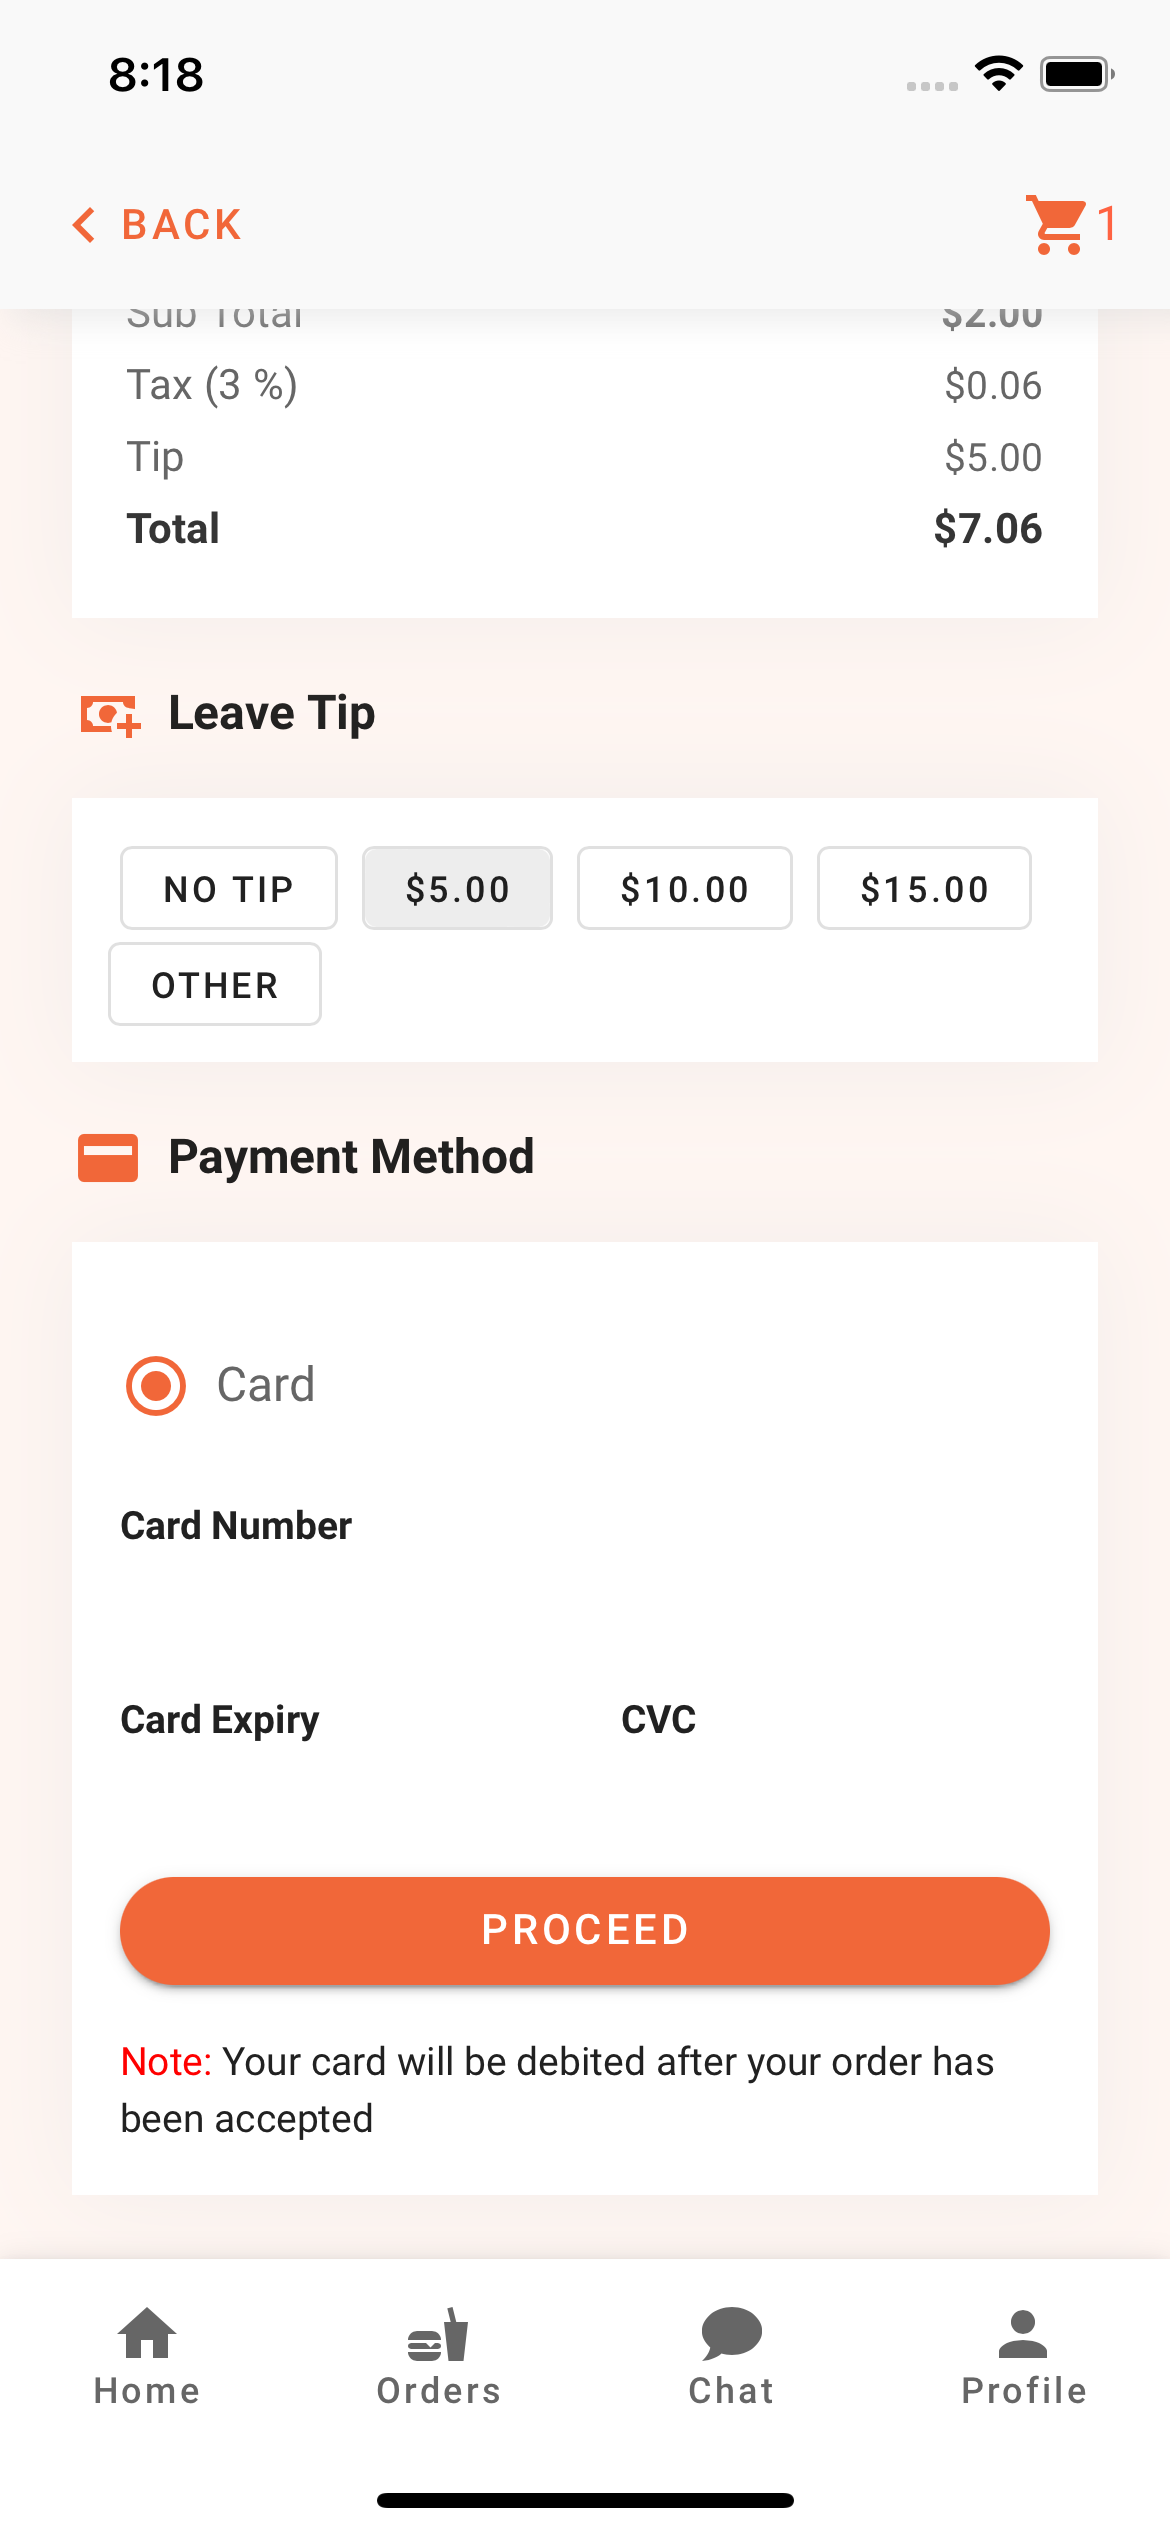 8:18
BACK
1
Sub Total $2.00
Tax (3 %) $0.06
Tip $5.00
Total $7.06
Leave Tip
NO TIP $5.00 $10.00 $15.00
OTHER
Payment Method
Card
Card Number
Card Expiry CVC
PROCEED
Note: Your card will be debited after your order has
been accepted
Home Orders Chat Profile